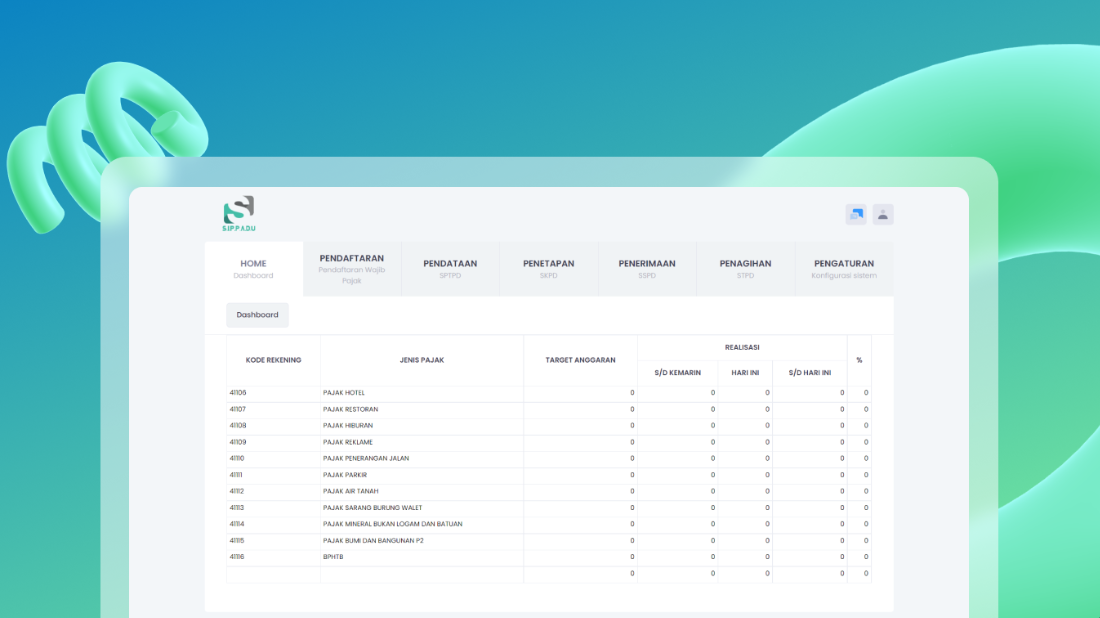 SIPPADU
HOME
Dashboard
PENDAFTARAN
Pendaftaran Wajib
Pajak
PENDATAAN
SPTPD
PENETAPAN
SKPD
PENERIMAAN
SSPD
PENAGIHAN
STPD
PENGATURAN
Konfigurasi sistem
Dashboard
KODE REKENING JENIS PAJAK TARGET ANGGARAN REALISASI %
S/D KEMARIN HARI INI S/D HARI INI
41106 PAJAK HOTEL 0 0 0 0 0
41107 PAJAK RESTORAN 0 0 0 0 0
41108 PAJAK HIBURAN 0 0 0 0 0
41109 PAJAK REKLAME 0 0 0 0 0
41110 PAJAK PENERANGAN JALAN 0 0 0 0 0
41111 PAJAK PARKIR 0 0 0 0 0
41112 PAJAK AIR TANAH 0 0 0 0 0
41113 PAJAK SARANG BURUNG WALET 0 0 0 0 0
41114 PAJAK MINERAL BUKAN LOGAM DAN BATUAN 0 0 0 0 0
41115 PAJAK BUMI DAN BANGUNAN P2 0 0 0 0 0
41116 BPHTB 0 0 0 0 0
0 0 0 0 0